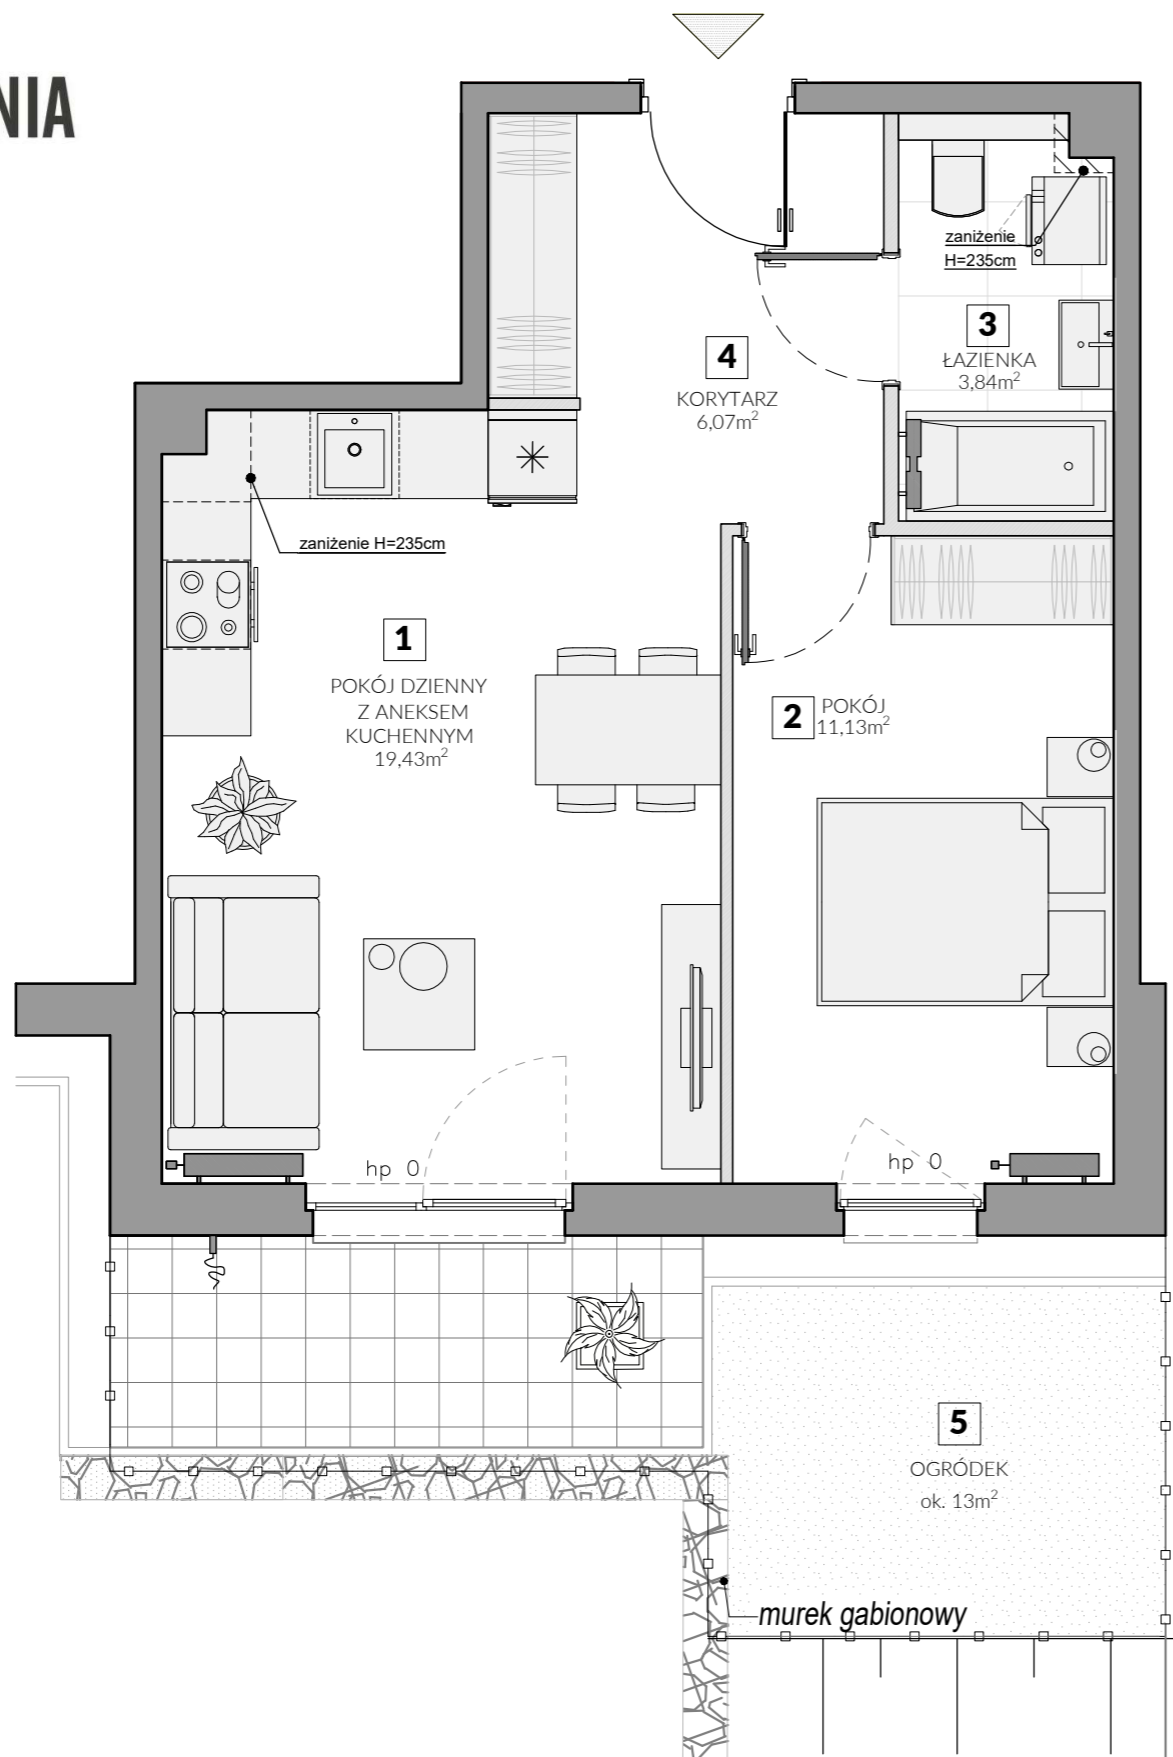 NIA
zaniżenie
H=235cm
3
ŁAZIENKA
3,84m²
4
KORYTARZ
6,07m²
zaniżenie H=235cm
1
POKÓJ DZIENNY
Z ANEKSEM
KUCHENNYM
19,43m²
2
POKÓJ
11,13m²
hp 0
hp 0
5
OGRÓDEK
ok. 13m²
murek gabionowy